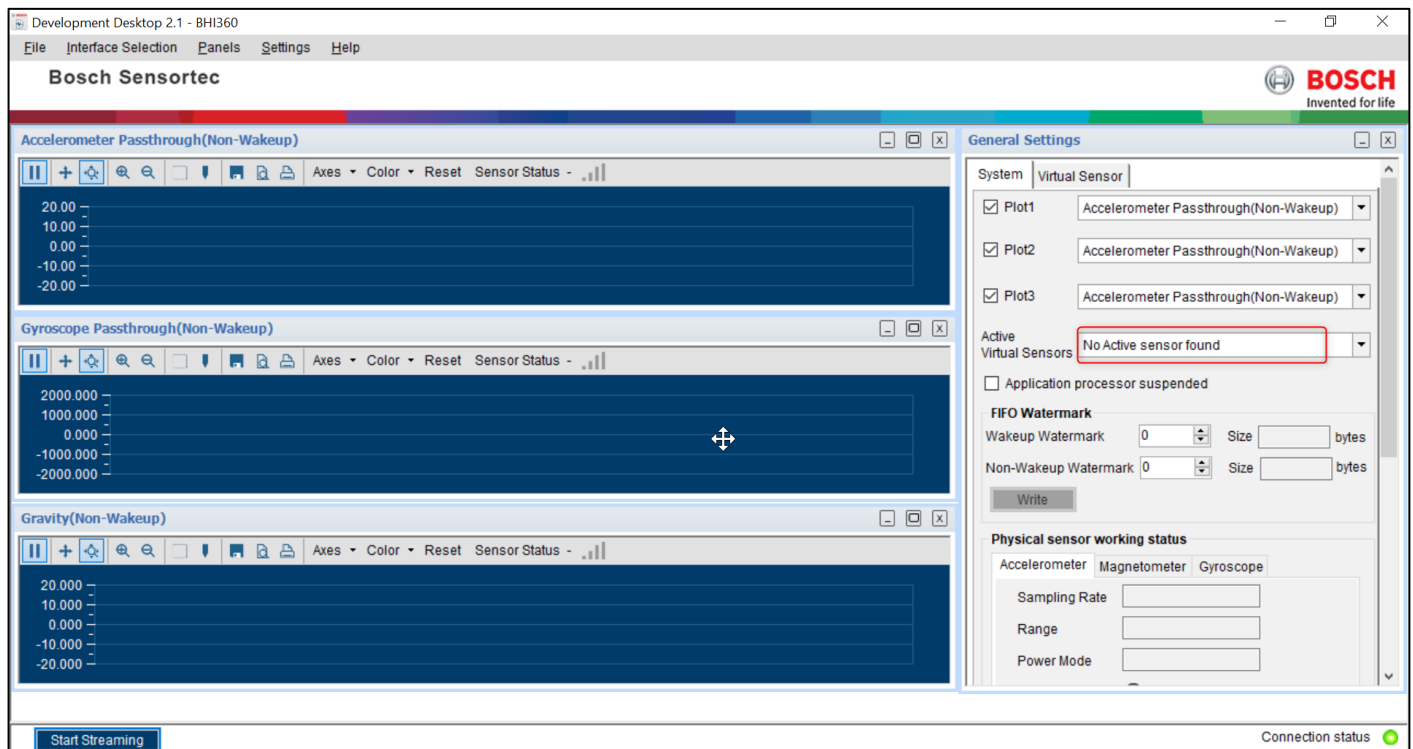 Development Desktop 2.1 - BHI360
File Interface Selection Panels Settings Help
Bosch Sensortec
BOSCH
Invented for life
Accelerometer Passthrough(Non-Wakeup)
Axes Color Reset Sensor Status -
20.00
10.00
0.00
-10.00
-20.00
Gyroscope Passthrough(Non-Wakeup)
Axes Color Reset Sensor Status -
2000.000
1000.000
0.000
-1000.000
-2000.000
Gravity(Non-Wakeup)
Axes Color Reset Sensor Status -
20.000
10.000
0.000
-10.000
-20.000
General Settings
System Virtual Sensor
Plot1 Accelerometer Passthrough(Non-Wakeup)
Plot2 Accelerometer Passthrough(Non-Wakeup)
Plot3 Accelerometer Passthrough(Non-Wakeup)
Active
Virtual Sensors No Active sensor found
Application processor suspended
FIFO Watermark
Wakeup Watermark 0 Size bytes
Non-Wakeup Watermark 0 Size bytes
Write
Physical sensor working status
Accelerometer Magnetometer Gyroscope
Sampling Rate
Range
Power Mode
Start Streaming
Connection status